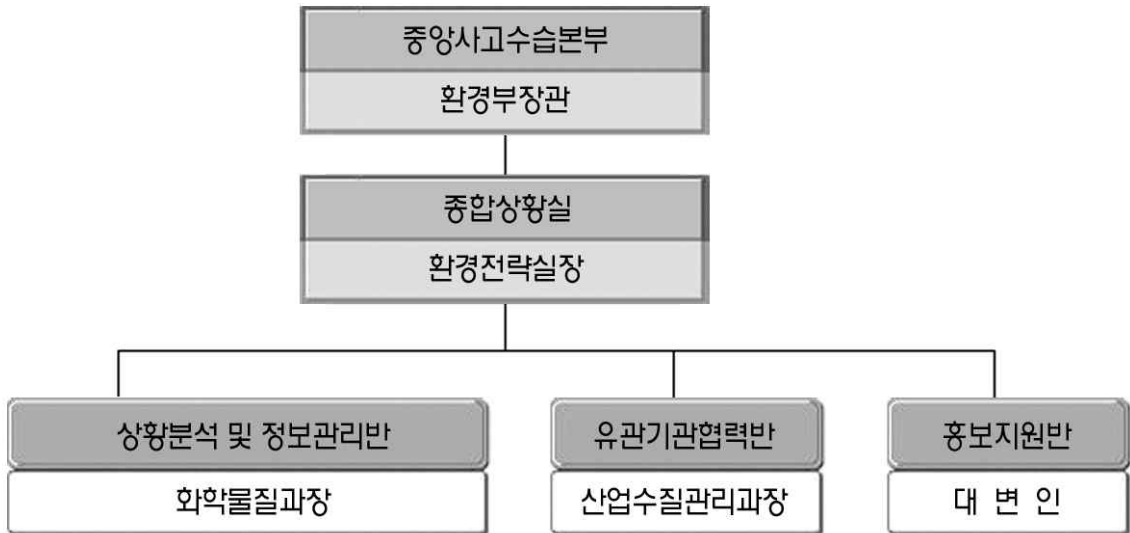 중앙사고수습본부
환경부장관
종합상황실
환경전략실장
상황분석 및 정보관리반
화학물질과장
유관기관협력반
산업수질관리과장
홍보지원반
대 변 인